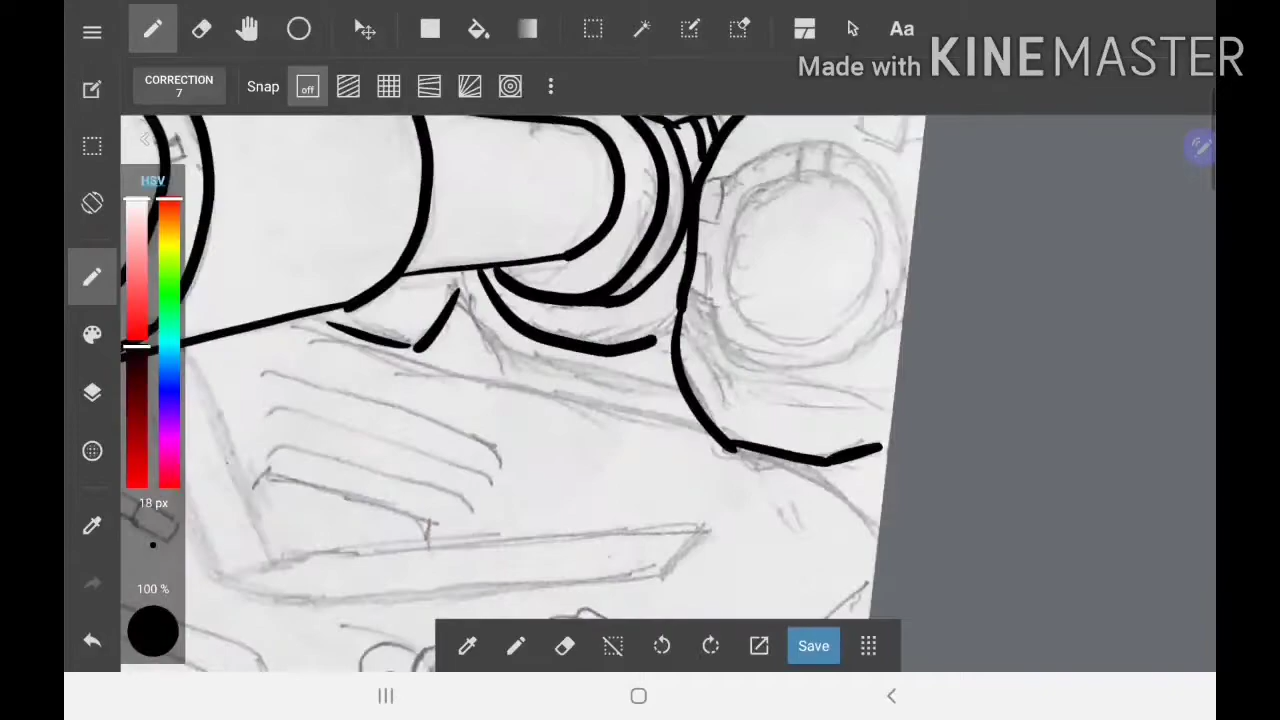 Aa
Made with KINEMASTER
CORRECTION
7
Snap
off
HSV
18 px
100 %
Save